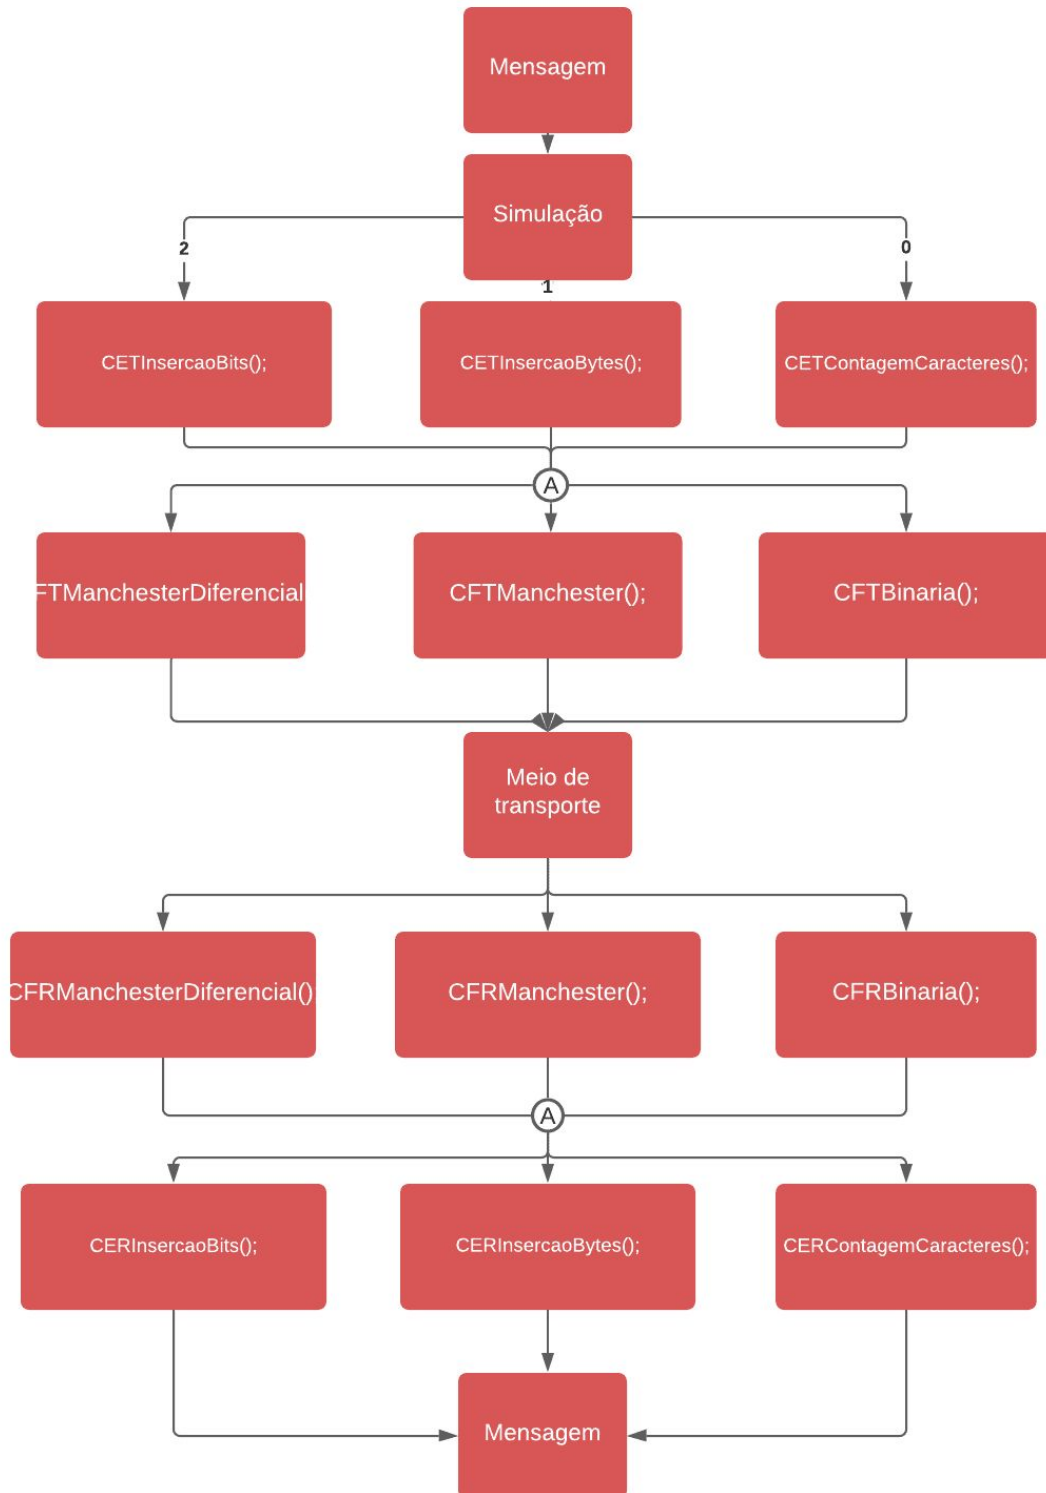 Mensagem
Simulação
2
1
0
CETInsercaoBits();
CETInsercaoBytes();
CETContagemCaracteres();
A
FTManchesterDiferencial
CFTManchester();
CFTBinaria();
Meio de
transporte
CFRManchesterDiferencial();
CFRManchester();
CFRBinaria();
A
CERInsercaoBits();
CERInsercaoBytes();
CERContagemCaracteres();
Mensagem